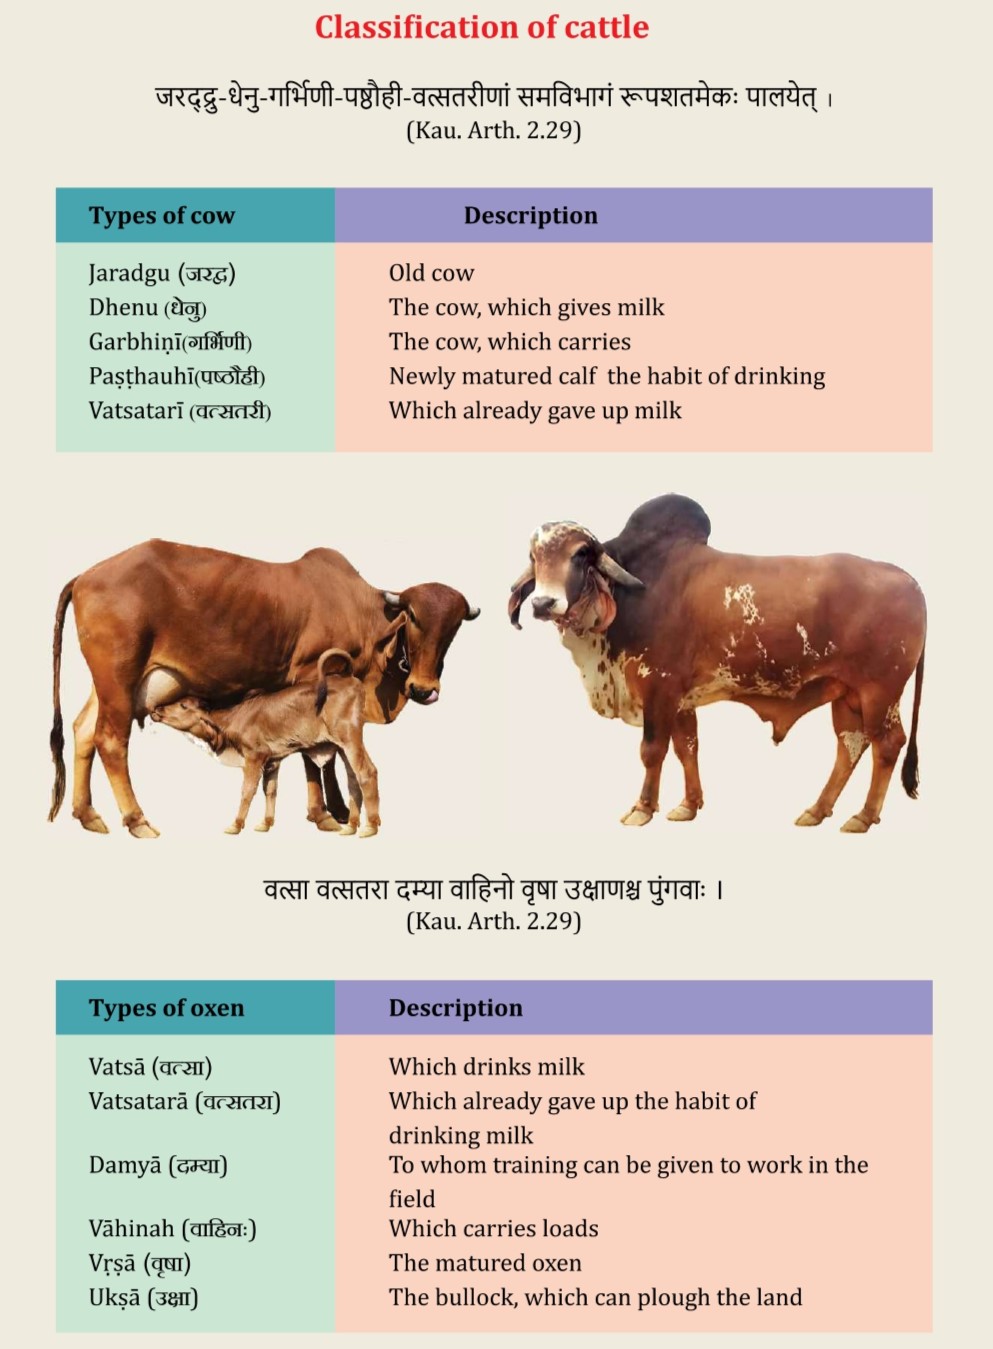 Classification of cattle
जरद्द्रु-धेनु-गर्भिणी-पष्ठौही-वत्सतरीणां समविभागं रूपशतमेकः पालयेत् ।
(Kau. Arth. 2.29)
Types of cow Description
Jaradgu (जरद्व) Old cow
Dhenu (धेनु) The cow, which gives milk
Garbhiṇī(गर्भिणी) The cow, which carries
Paṣṭhauhī(पष्ठौही) Newly matured calf the habit of drinking
Vatsatarī (वत्सतरी) Which already gave up milk
वत्सा वत्सतरा दम्या वाहिनो वृषा उक्षाणश्च पुंगवाः ।
(Kau. Arth. 2.29)
Types of oxen Description
Vatsā (वत्सा) Which drinks milk
Vatsatarā (वत्सतरा) Which already gave up the habit of
drinking milk
Damyā (दम्या) To whom training can be given to work in the
field
Vāhinah (वाहिनः) Which carries loads
Vṛṣā (वृषा) The matured oxen
Ukṣā (उक्षा) The bullock, which can plough the land